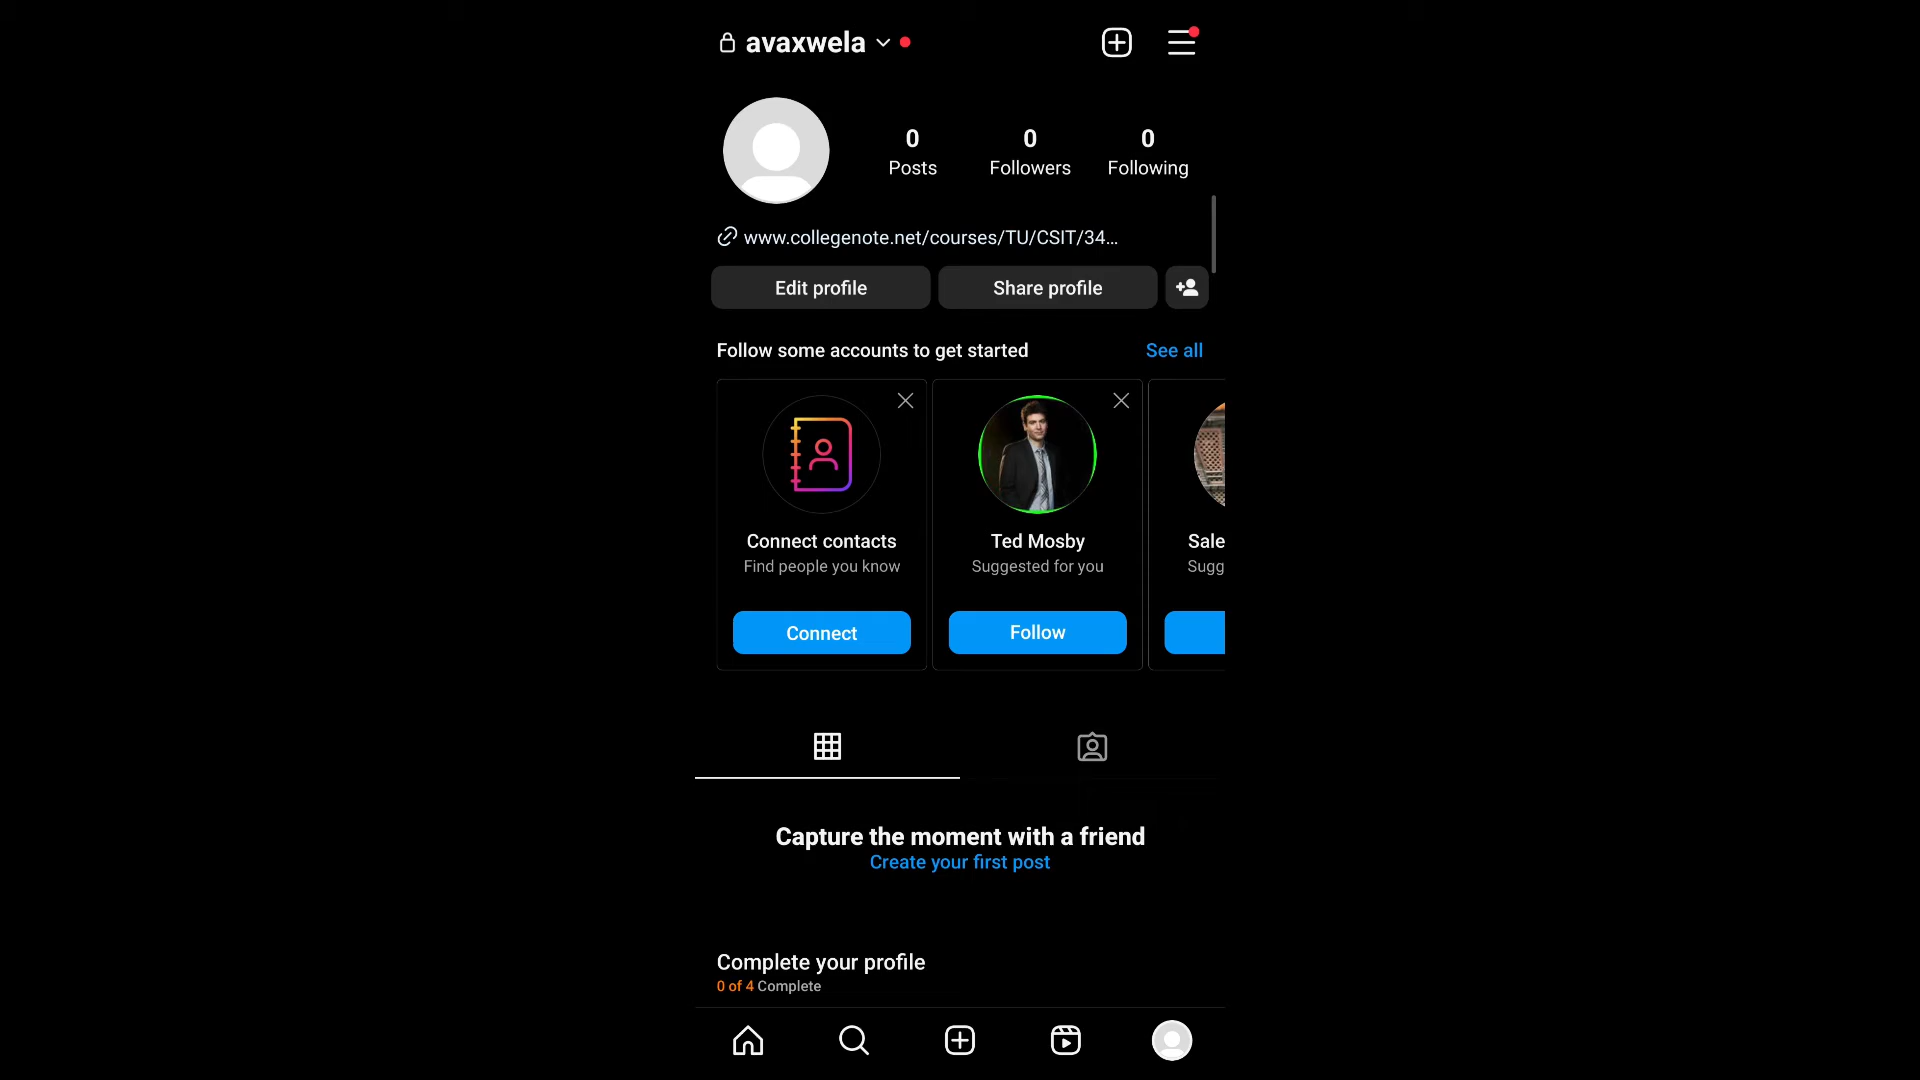 avaxwela
0 0 0
Posts Followers Following
www.collegenote.net/courses/TU/CSIT/34...
Edit profile Share profile
Follow some accounts to get started See all
Connect contacts Ted Mosby Sale
Find people you know Suggested for you Sugg
Connect Follow
Capture the moment with a friend
Create your first post
Complete your profile
0 of 4 Complete